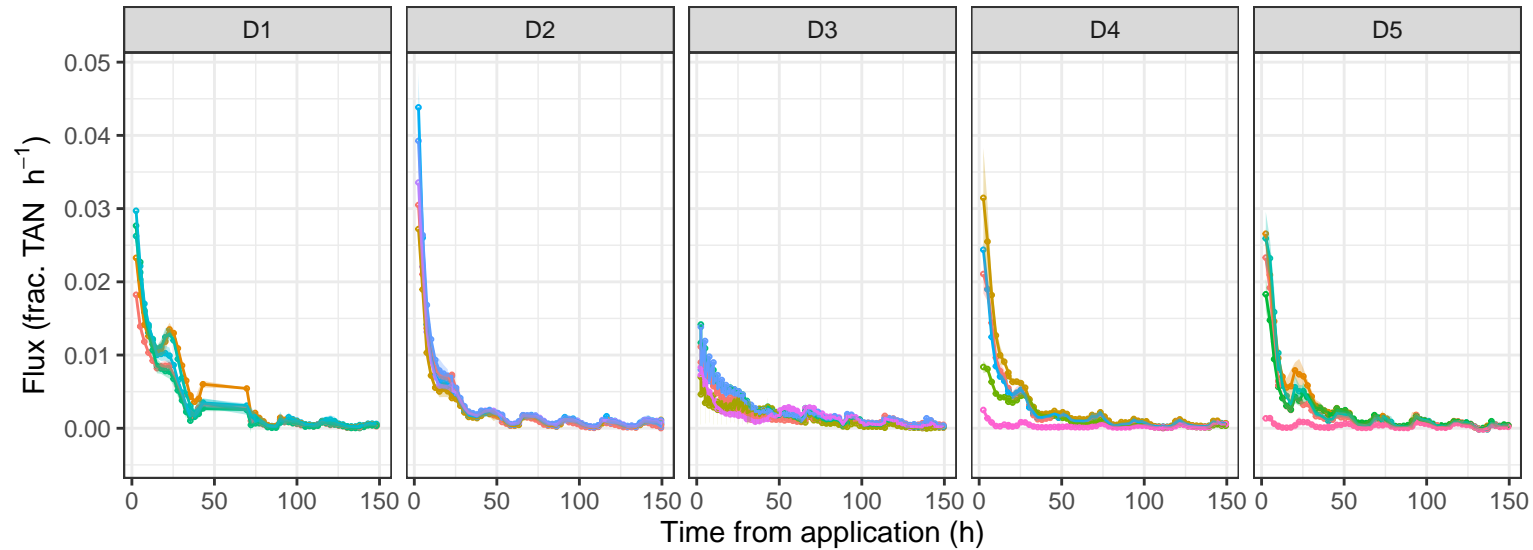 D1 D2 D3 D4 D5
0.05
0.04
0.03
0.02
0.01
0.00
Flux (frac. TAN h⁻¹)
0 50 100 150 0 50 100 150 0 50 100 150 0 50 100 150 0 50 100 150
Time from application (h)